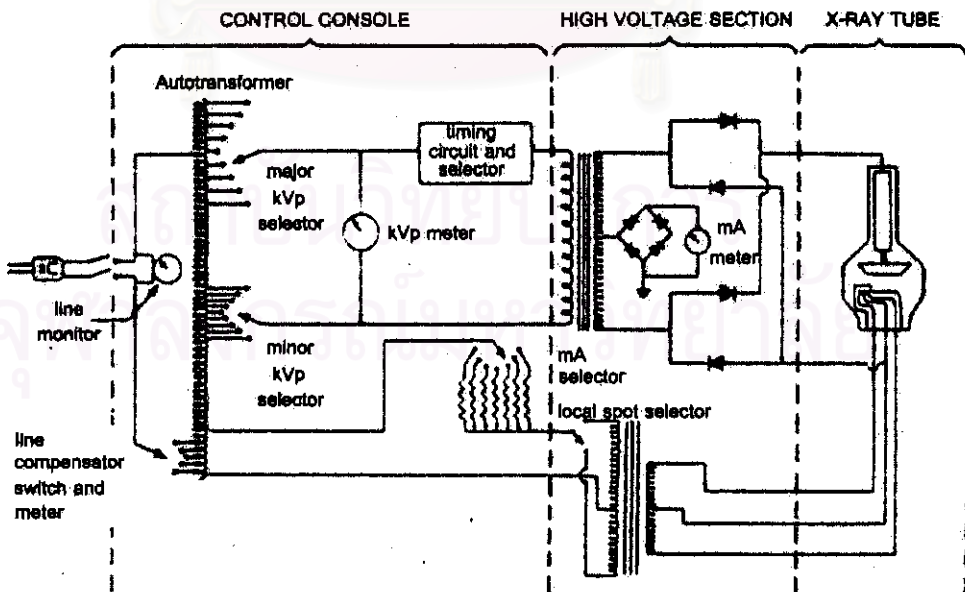 CONTROL CONSOLE
HIGH VOLTAGE SECTION
X-RAY TUBE
Autotransformer
timing
circuit and
selector
major
kVp
selector
kVp meter
mA
meter
line
monitor
minor
kVp
selector
mA
selector
local spot selector
line
compensator
switch and
meter